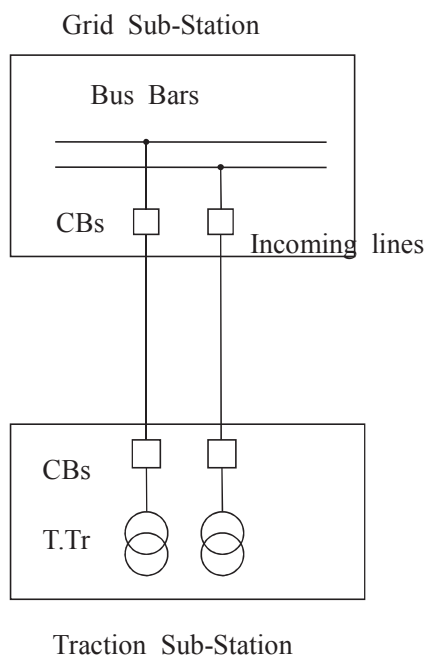 Grid Sub-Station
Bus Bars
CBs
Incoming lines
CBs
T.Tr
Traction Sub-Station